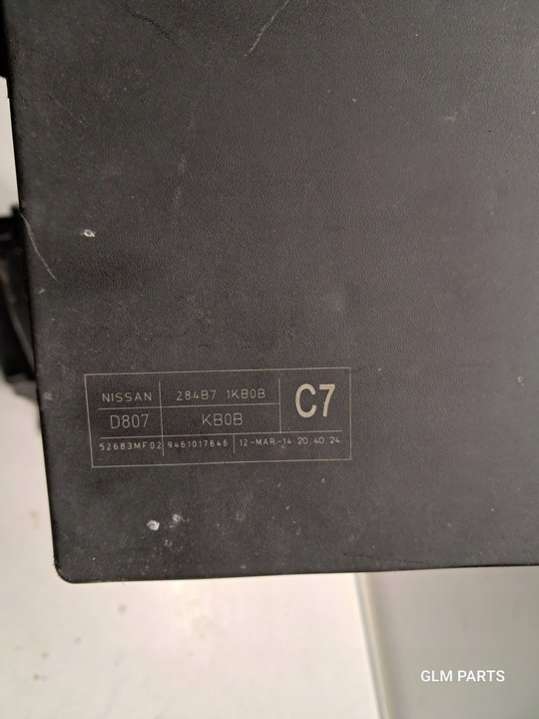 NISSAN 284B7 1KB0B C7
D807 KB0B
52683MF02 9461017646 12-MAR-14 20.40.24
GLM PARTS